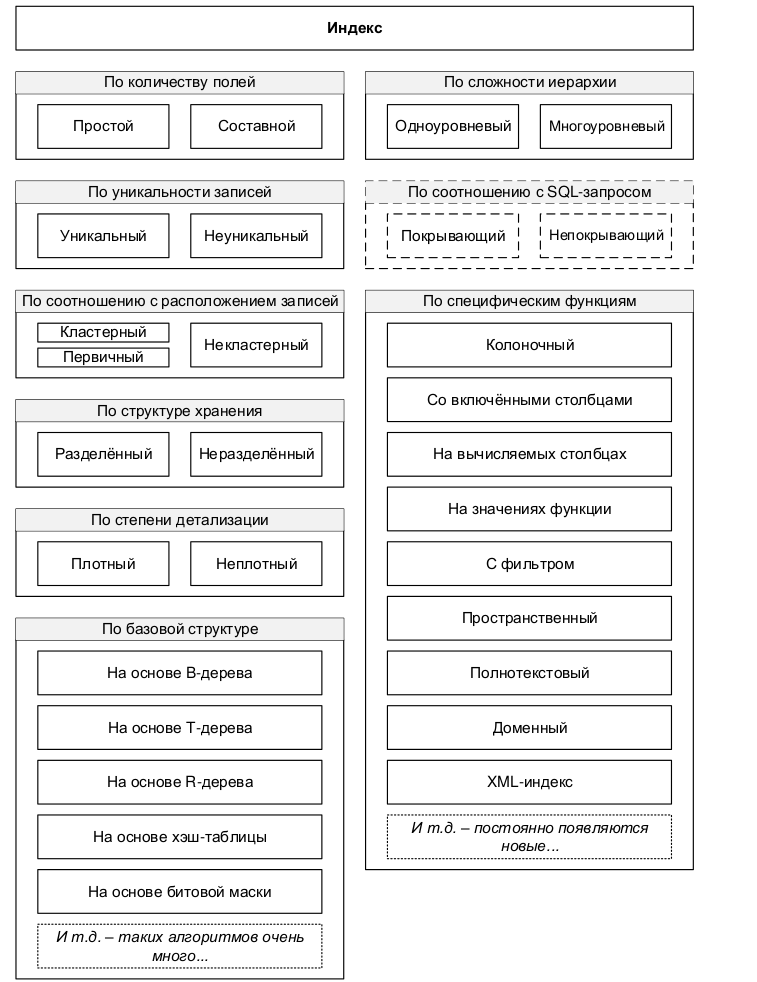 Индекс
По количеству полей
Простой
Составной
По уникальности записей
Уникальный
Неуникальный
По соотношению с расположением записей
Кластерный
Первичный
Некластерный
По структуре хранения
Разделённый
Неразделённый
По степени детализации
Плотный
Неплотный
По базовой структуре
На основе B-дерева
На основе T-дерева
На основе R-дерева
На основе хэш-таблицы
На основе битовой маски
И т.д. – таких алгоритмов очень
много...
По сложности иерархии
Одноуровневый
Многоуровневый
По соотношению с SQL-запросом
Покрывающий
Непокрывающий
По специфическим функциям
Колоночный
Со включёнными столбцами
На вычисляемых столбцах
На значениях функции
С фильтром
Пространственный
Полнотекстовый
Доменный
XML-индекс
И т.д. – постоянно появляются
новые...